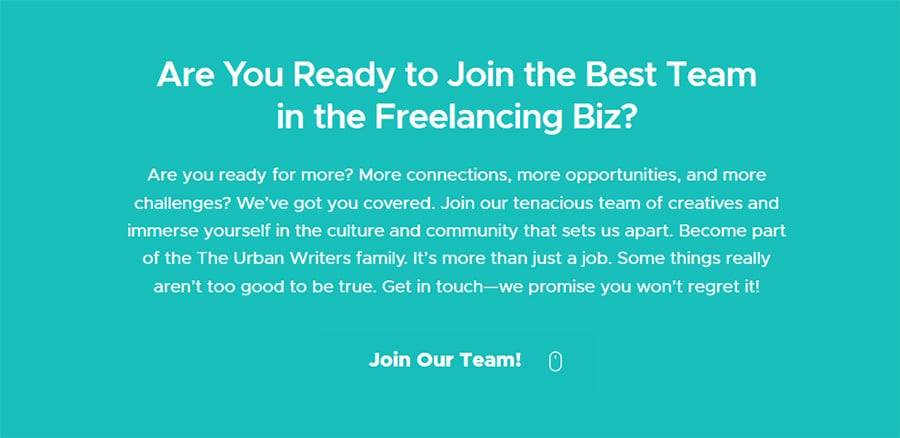 Are You Ready to Join the Best Team
in the Freelancing Biz?
Are you ready for more? More connections, more opportunities, and more
challenges? We've got you covered. Join our tenacious team of creatives and
immerse yourself in the culture and community that sets us apart. Become part
of the The Urban Writers family. It's more than just a job. Some things really
aren't too good to be true. Get in touch—we promise you won't regret it!
Join Our Team!